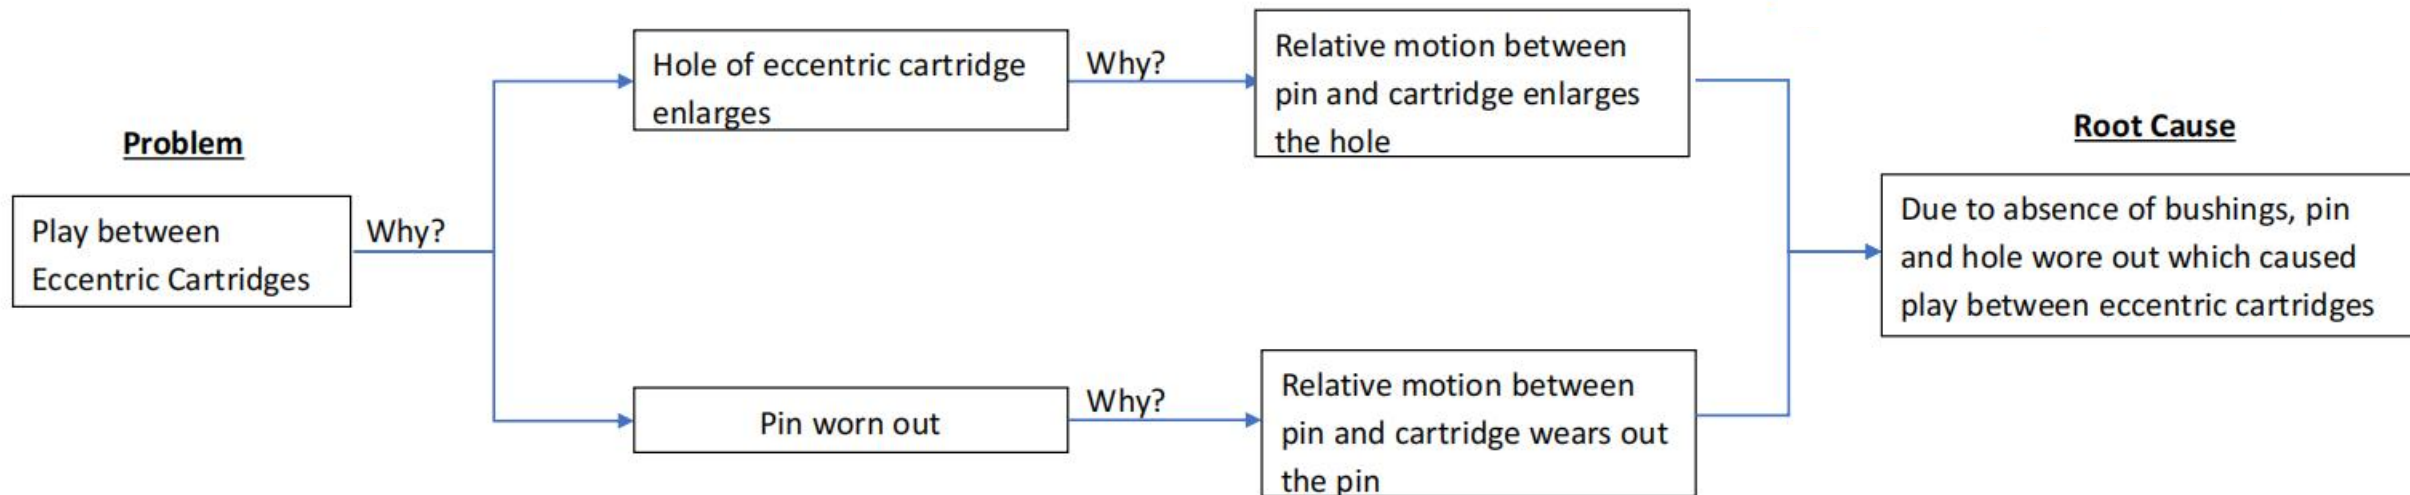 Problem
Play between
Eccentric Cartridges
Why?
Hole of eccentric cartridge
enlarges
Why?
Relative motion between
pin and cartridge enlarges
the hole
Pin worn out
Why?
Relative motion between
pin and cartridge wears out
the pin
Root Cause
Due to absence of bushings, pin
and hole wore out which caused
play between eccentric cartridges